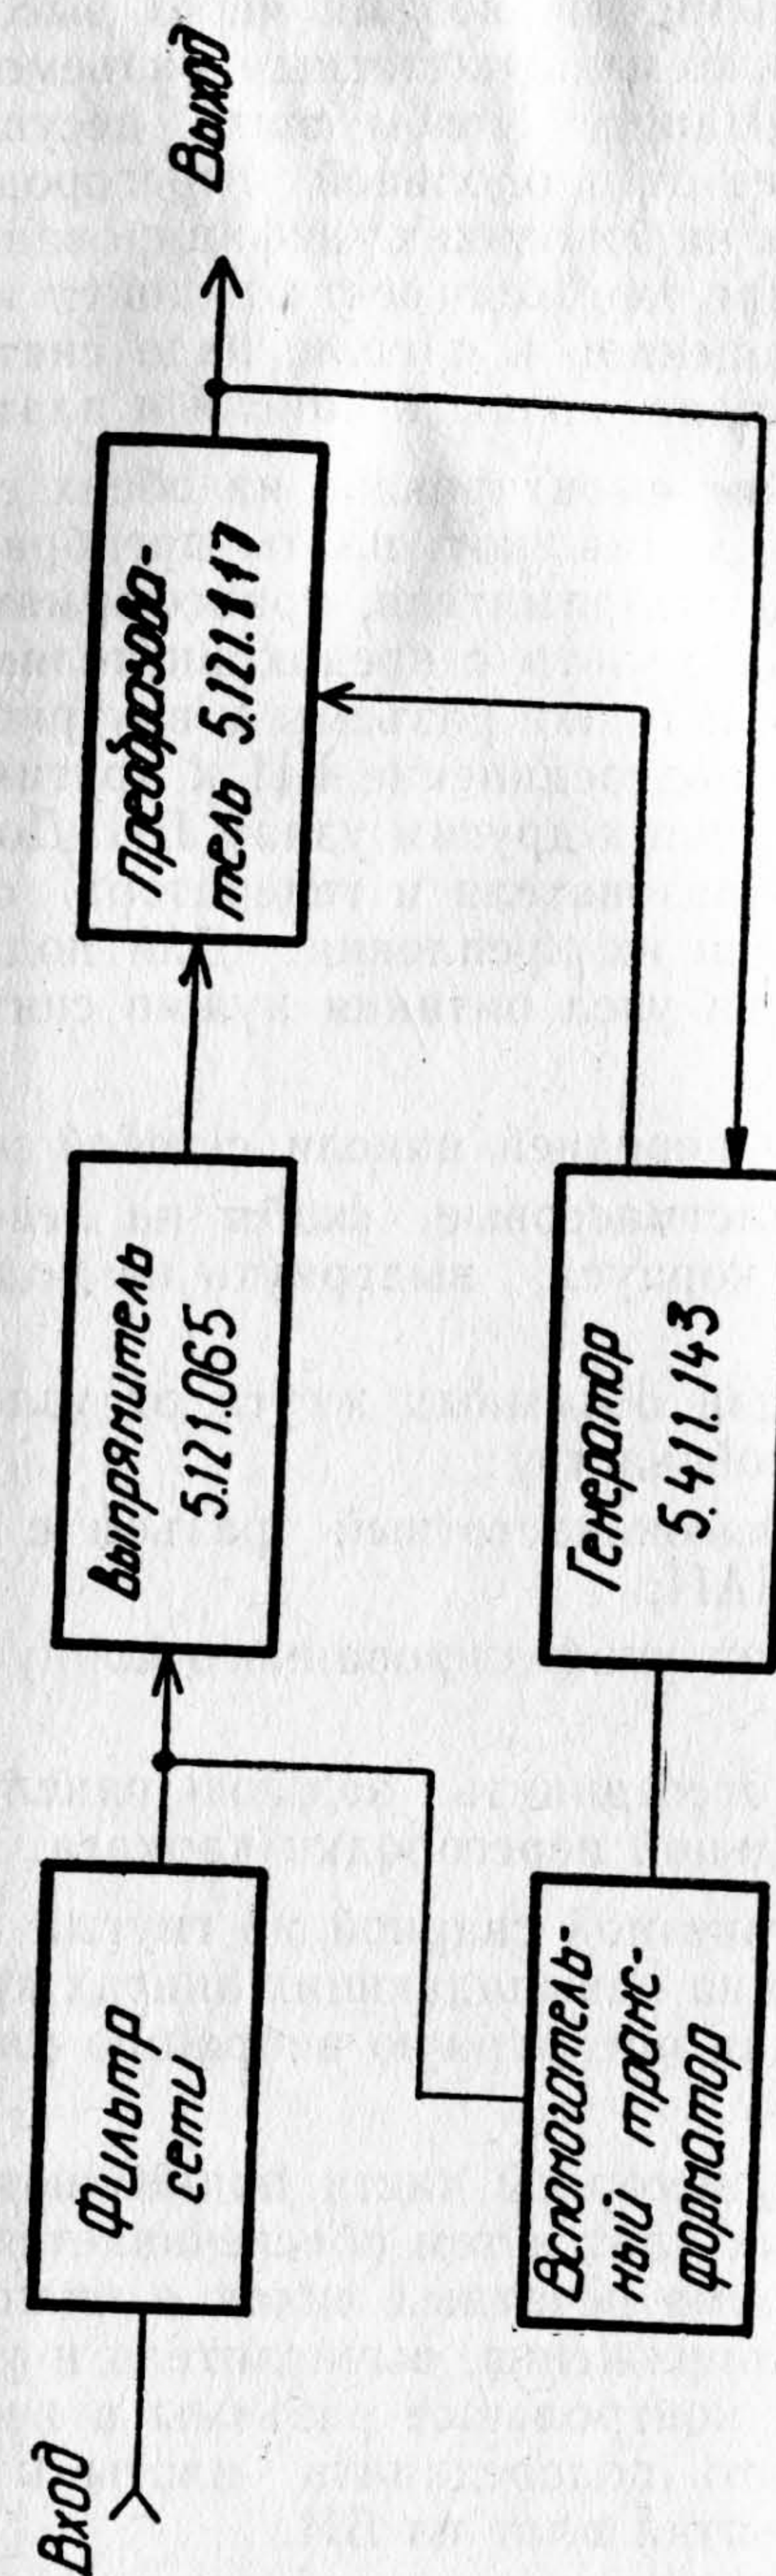 Вход
Фильтр
сети
Выпрямитель
5.121.065
Преобразова-
тель 5.121.117
Выход
Вспомогатель-
ный транс-
форматор
Генератор
5.411.143